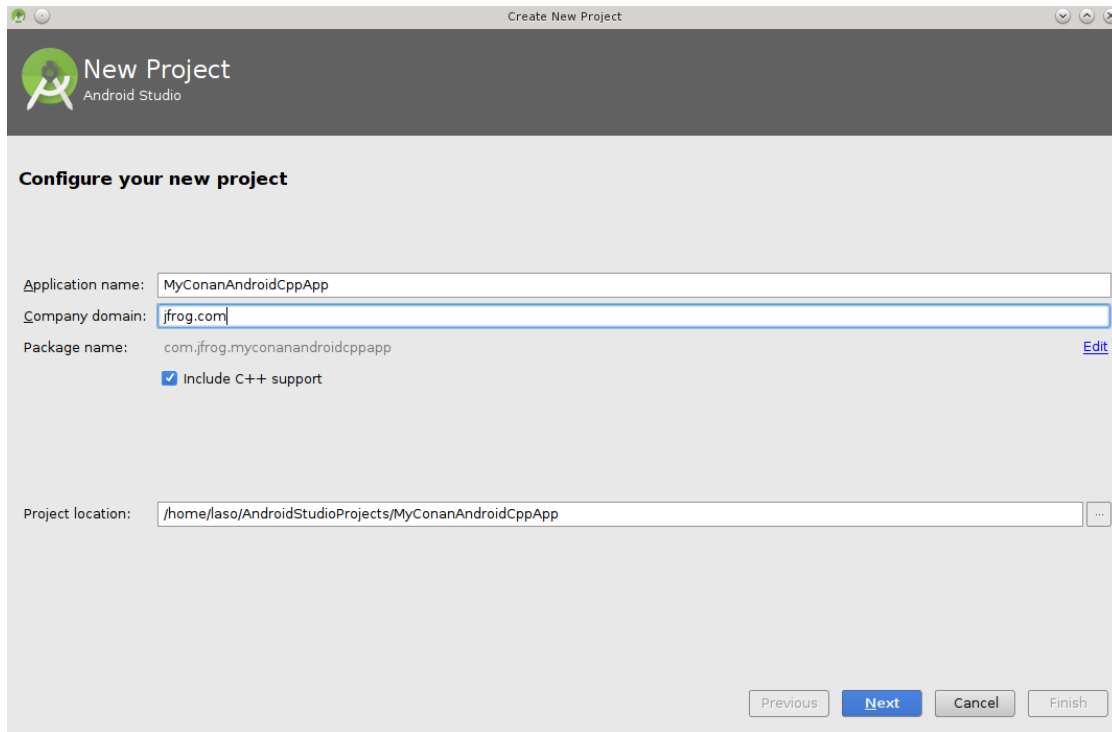 Create New Project
New Project
Android Studio
Configure your new project
Application name: MyConanAndroidCppApp
Company domain: jfrog.com
Package name: com.jfrog.myconanandroidcppapp Edit
Include C++ support
Project location: /home/laso/AndroidStudioProjects/MyConanAndroidCppApp ...
Previous Next Cancel Finish